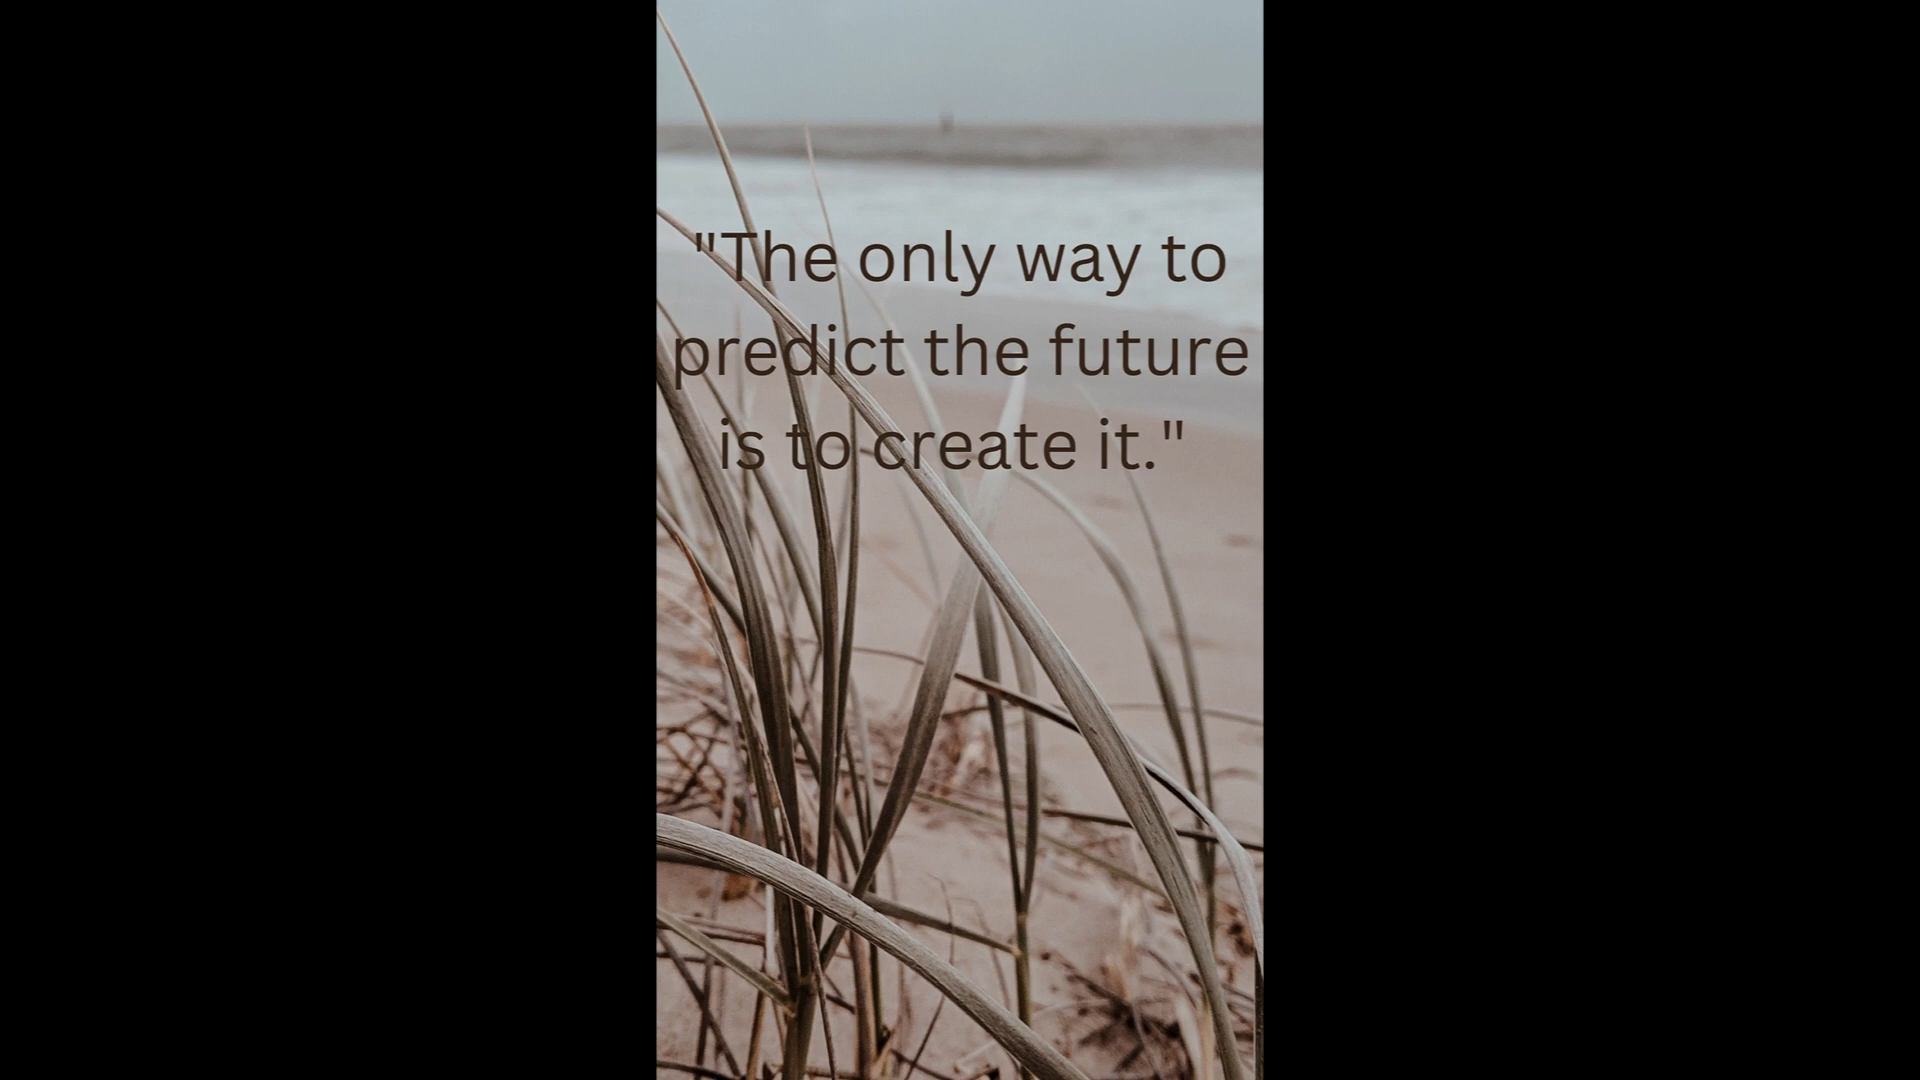 "The only way to
predict the future
is to create it."